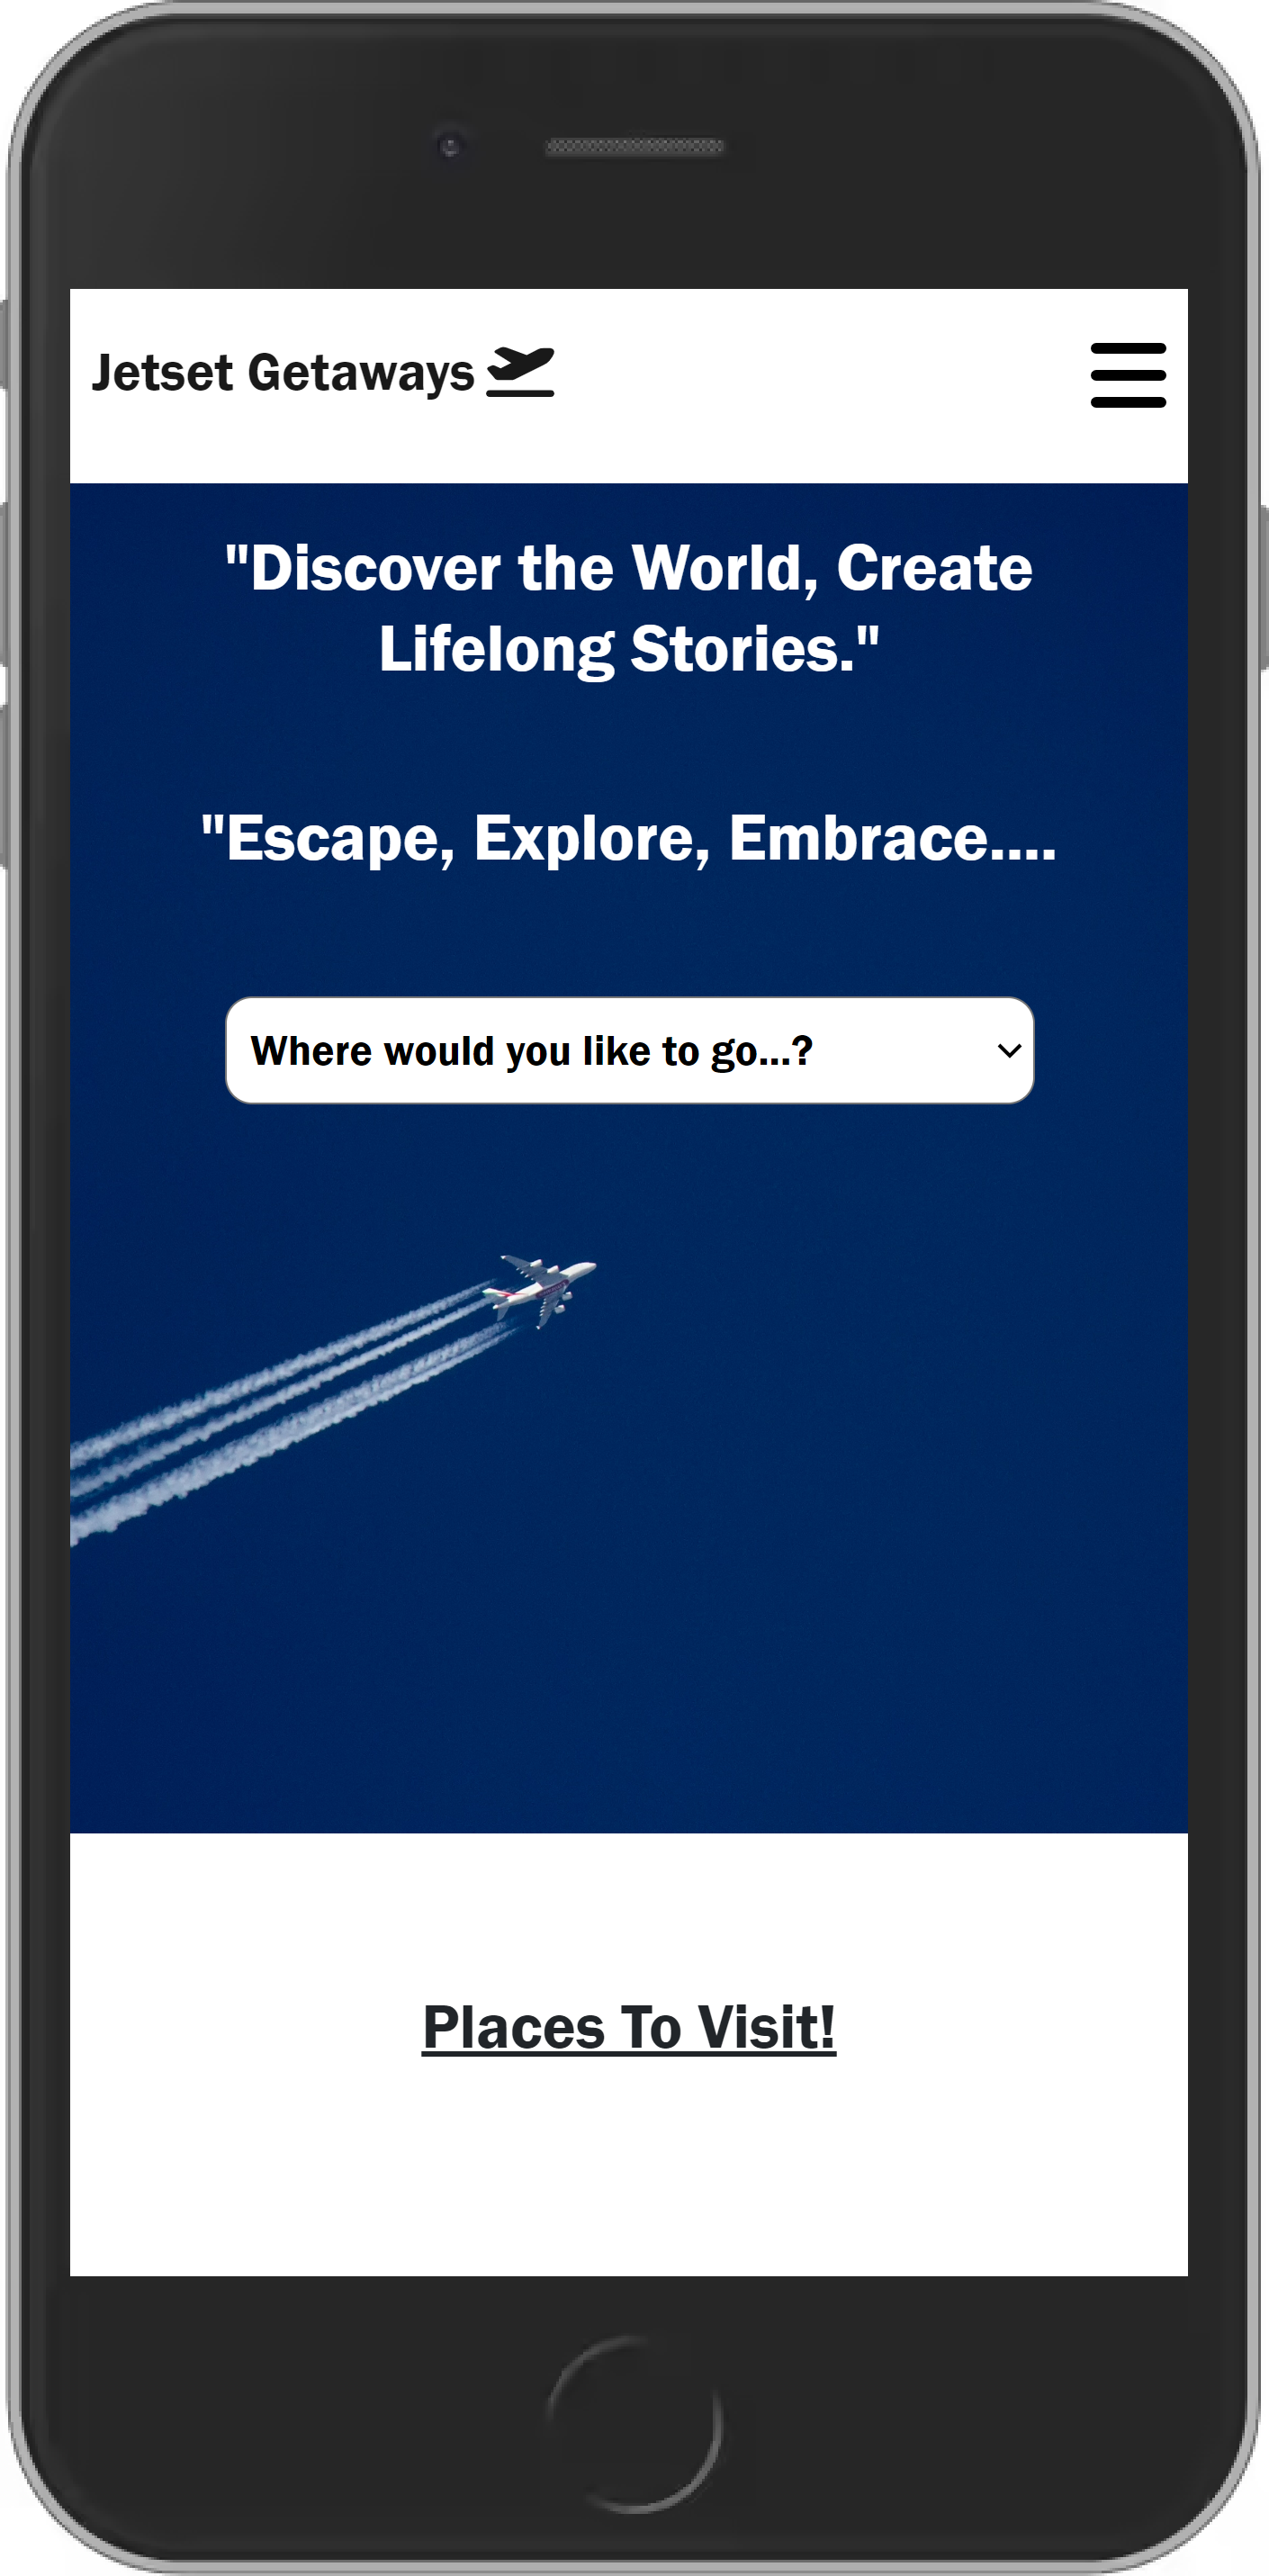 Jetset Getaways
"Discover the World, Create
Lifelong Stories."
"Escape, Explore, Embrace....
Where would you like to go...?
Places To Visit!